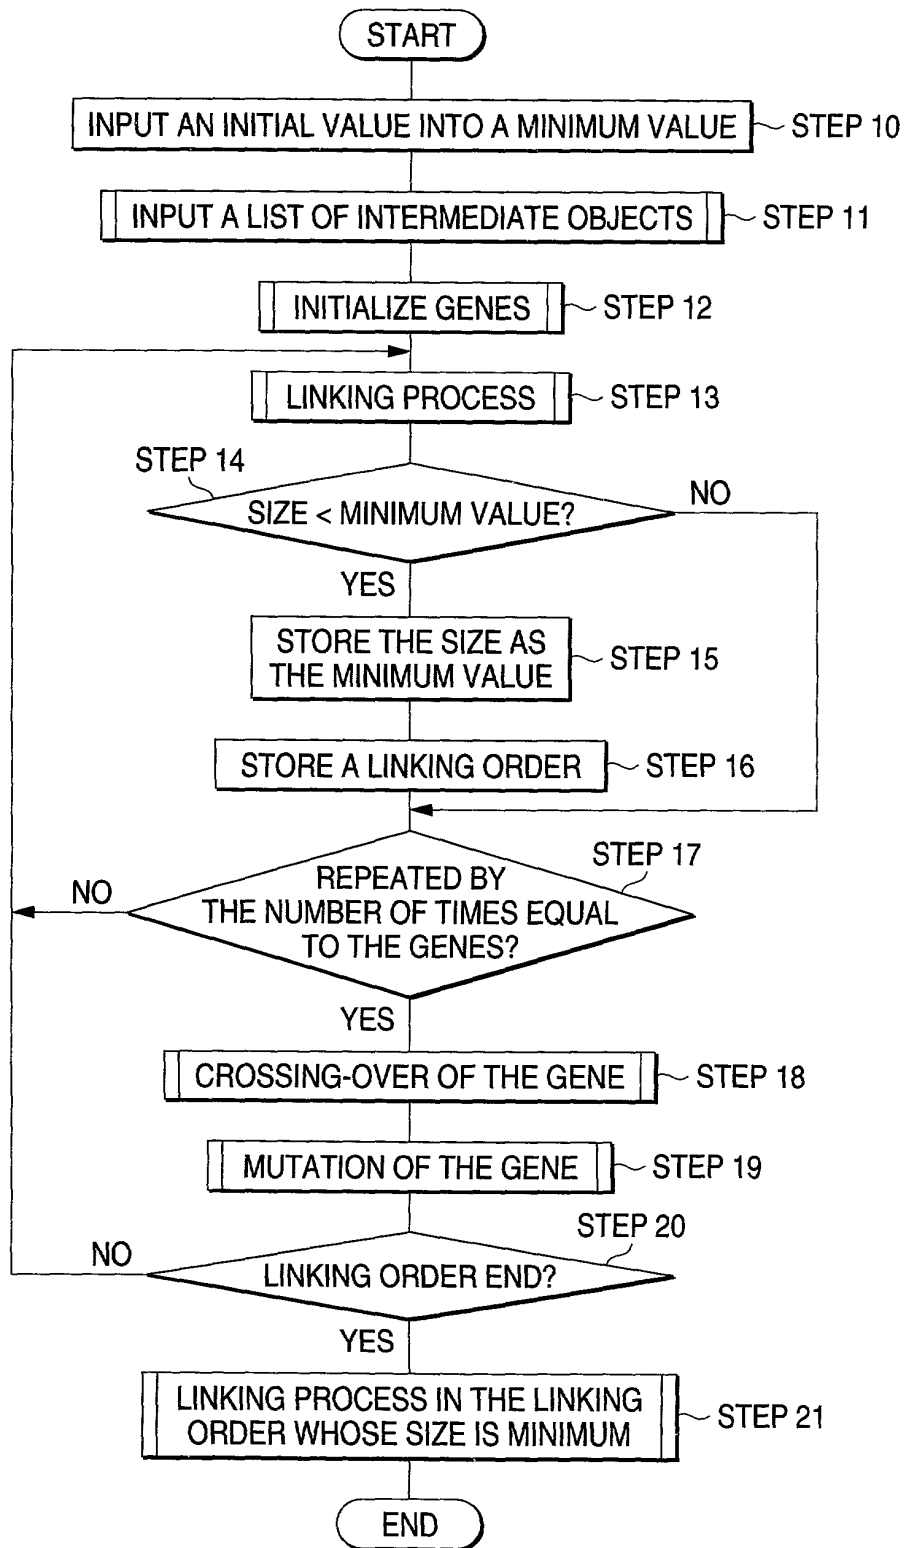 START
INPUT AN INITIAL VALUE INTO A MINIMUM VALUE
STEP 10
INPUT A LIST OF INTERMEDIATE OBJECTS
STEP 11
INITIALIZE GENES
STEP 12
LINKING PROCESS
STEP 13
STEP 14
SIZE < MINIMUM VALUE?
NO
YES
STORE THE SIZE AS
THE MINIMUM VALUE
STEP 15
STORE A LINKING ORDER
STEP 16
STEP 17
REPEATED BY
THE NUMBER OF TIMES EQUAL
TO THE GENES?
NO
YES
CROSSING-OVER OF THE GENE
STEP 18
MUTATION OF THE GENE
STEP 19
STEP 20
LINKING ORDER END?
NO
YES
LINKING PROCESS IN THE LINKING
ORDER WHOSE SIZE IS MINIMUM
STEP 21
END